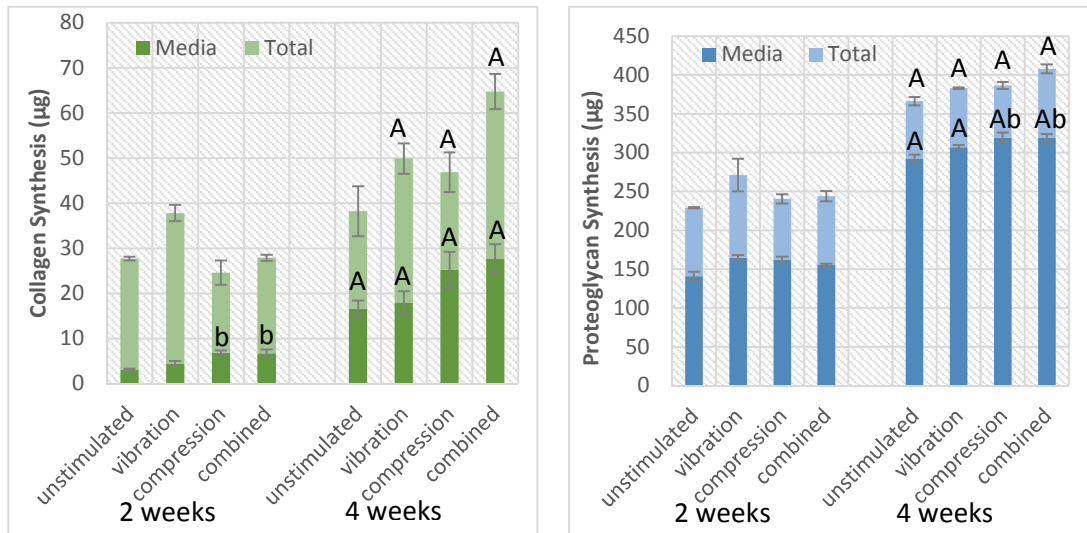 80
70
60
50
40
30
20
10
0
Collagen Synthesis (µg)
Media Total
A
A A
A A
A A
b b
unstimulated vibration compression combined unstimulated vibration compression combined
2 weeks 4 weeks
450
400
350
300
250
200
150
100
50
0
Proteoglycan Synthesis (µg)
Media Total
A A A A
A A Ab Ab
unstimulated vibration compression combined unstimulated vibration compression combined
2 weeks 4 weeks